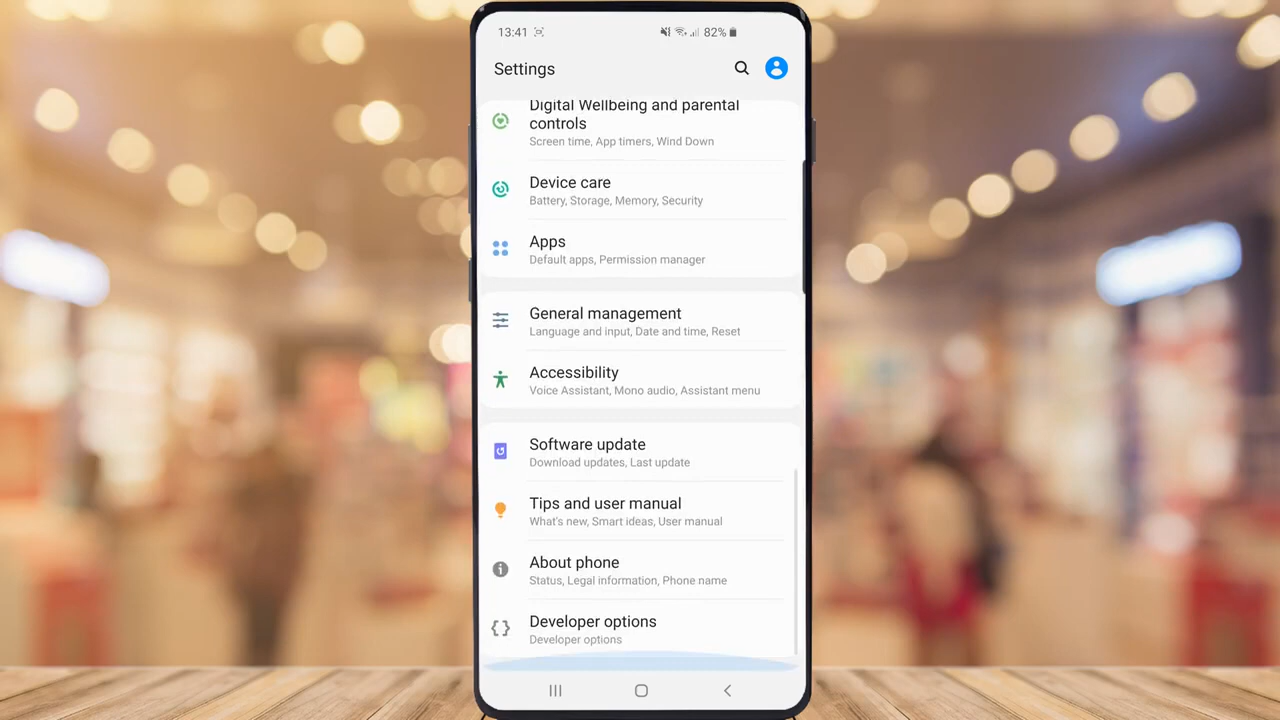 13:41
82%
Settings
Digital Wellbeing and parental
controls
Screen time, App timers, Wind Down
Device care
Battery, Storage, Memory, Security
Apps
Default apps, Permission manager
General management
Language and input, Date and time, Reset
Accessibility
Voice Assistant, Mono audio, Assistant menu
Software update
Download updates, Last update
Tips and user manual
What's new, Smart ideas, User manual
About phone
Status, Legal information, Phone name
Developer options
Developer options